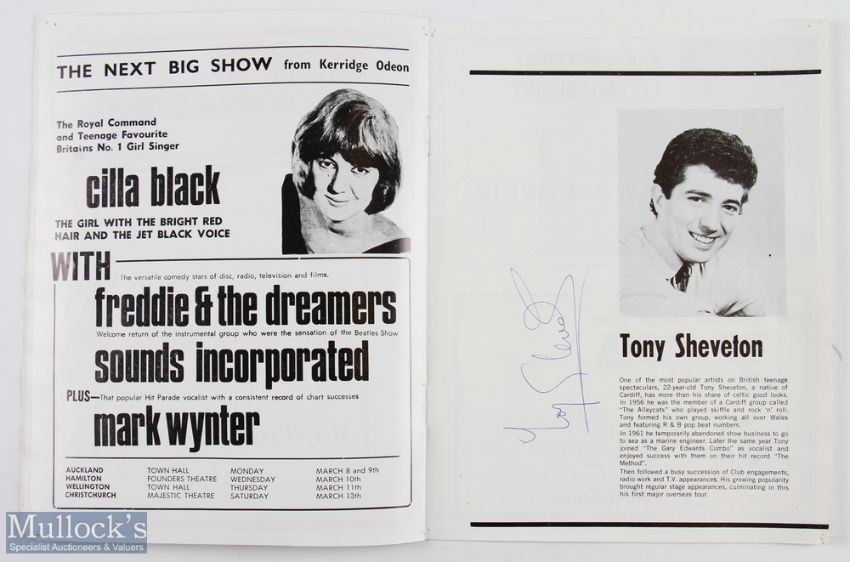 THE NEXT BIG SHOW from Kerridge Odeon
The Royal Command
and Teenage Favourite
Britains No. 1 Girl Singer
cilla black
THE GIRL WITH THE BRIGHT RED
HAIR AND THE JET BLACK VOICE
WITH
The versatile comedy stars of disc, radio, television and films.
freddie & the dreamers
Welcome return of the instrumental group who were the sensation of the Beatles Show
sounds incorporated
PLUS—That popular Hit Parade vocalist with a consistent record of chart successes
mark wynter
AUCKLAND TOWN HALL MONDAY MARCH 8 and 9th
HAMILTON FOUNDERS THEATRE WEDNESDAY MARCH 10th
WELLINGTON TOWN HALL THURSDAY MARCH 11th
CHRISTCHURCH MAJESTIC THEATRE SATURDAY MARCH 13th
Tony Sheveton
One of the most popular artists on British teenage
spectaculars, 22-year-old Tony Sheveton, a native of
Cardiff, has more than his share of celtic good looks.
In 1956 he was the member of a Cardiff group called
"The Alleycats" who played skiffle and rock 'n' roll.
Tony formed his own group, working all over Wales
and featuring R & B pop beat numbers.
In 1961 he temporarily abandoned show business to go
to sea as a marine engineer. Later the same year Tony
joined "The Gary Edwards Combo" as vocalist and
enjoyed success with them on their hit record "The
Method".
Then followed a busy succession of Club engagements,
radio work and T.V. appearances. His growing popularity
brought regular stage appearances, culminating in this
his first major overseas tour.
Mullock's
Specialist Auctioneers & Valuers